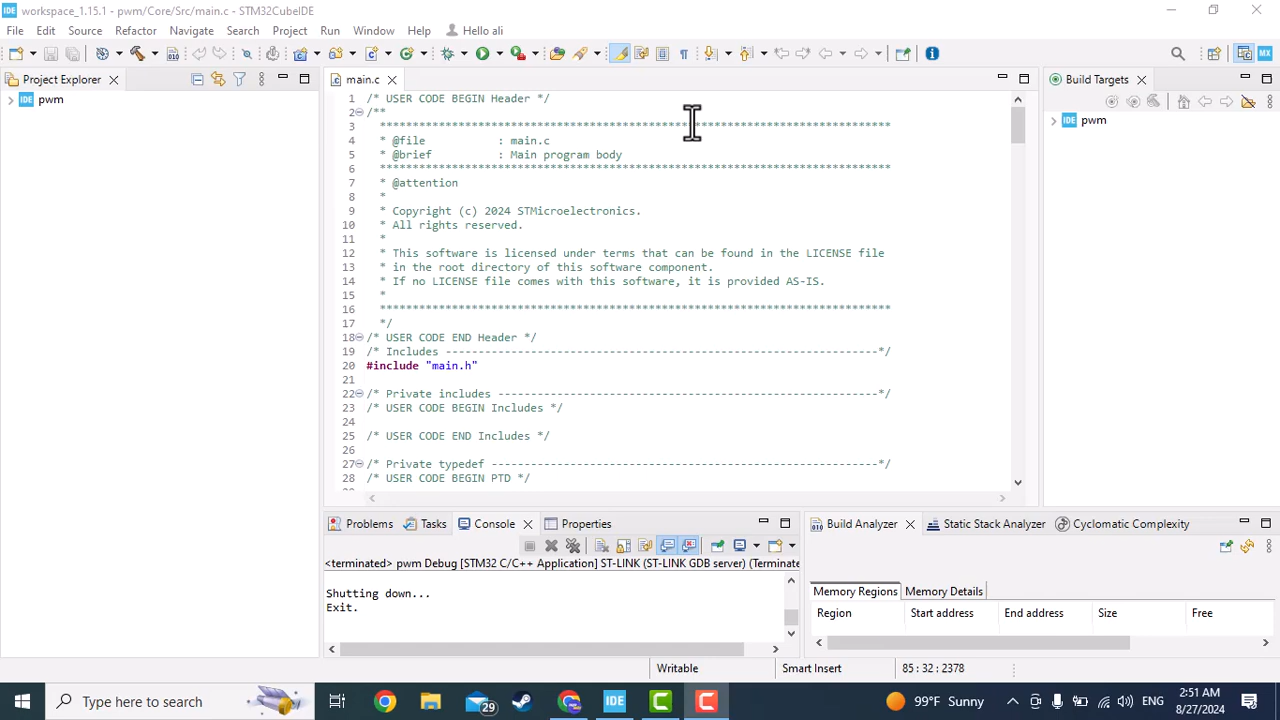 workspace_1.15.1 - pwm/Core/Src/main.c - STM32CubeIDE
File Edit Source Refactor Navigate Search Project Run Window Help Hello ali
Project Explorer
pwm
main.c
1 /* USER CODE BEGIN Header */
2 /**
3 ******************************************************************************
4 * @file : main.c
5 * @brief : Main program body
6 ******************************************************************************
7 * @attention
8 *
9 * Copyright (c) 2024 STMicroelectronics.
10 * All rights reserved.
11 *
12 * This software is licensed under terms that can be found in the LICENSE file
13 * in the root directory of this software component.
14 * If no LICENSE file comes with this software, it is provided AS-IS.
15 *
16 ******************************************************************************
17 */
18 /* USER CODE END Header */
19 /* Includes ------------------------------------------------------------------*/
20 #include "main.h"
21
22 /* Private includes ----------------------------------------------------------*/
23 /* USER CODE BEGIN Includes */
24
25 /* USER CODE END Includes */
26
27 /* Private typedef -----------------------------------------------------------*/
28 /* USER CODE BEGIN PTD */
Build Targets
pwm
Problems Tasks Console Properties
<terminated> pwm Debug [STM32 C/C++ Application] ST-LINK (ST-LINK GDB server) (Terminate
Shutting down...
Exit.
Build Analyzer Static Stack Analyzer Cyclomatic Complexity
Memory Regions Memory Details
Region Start address End address Size Free
Writable Smart Insert 85 : 32 : 2378
Type here to search
29
IDE
99°F Sunny
ENG
2:51 AM
8/27/2024